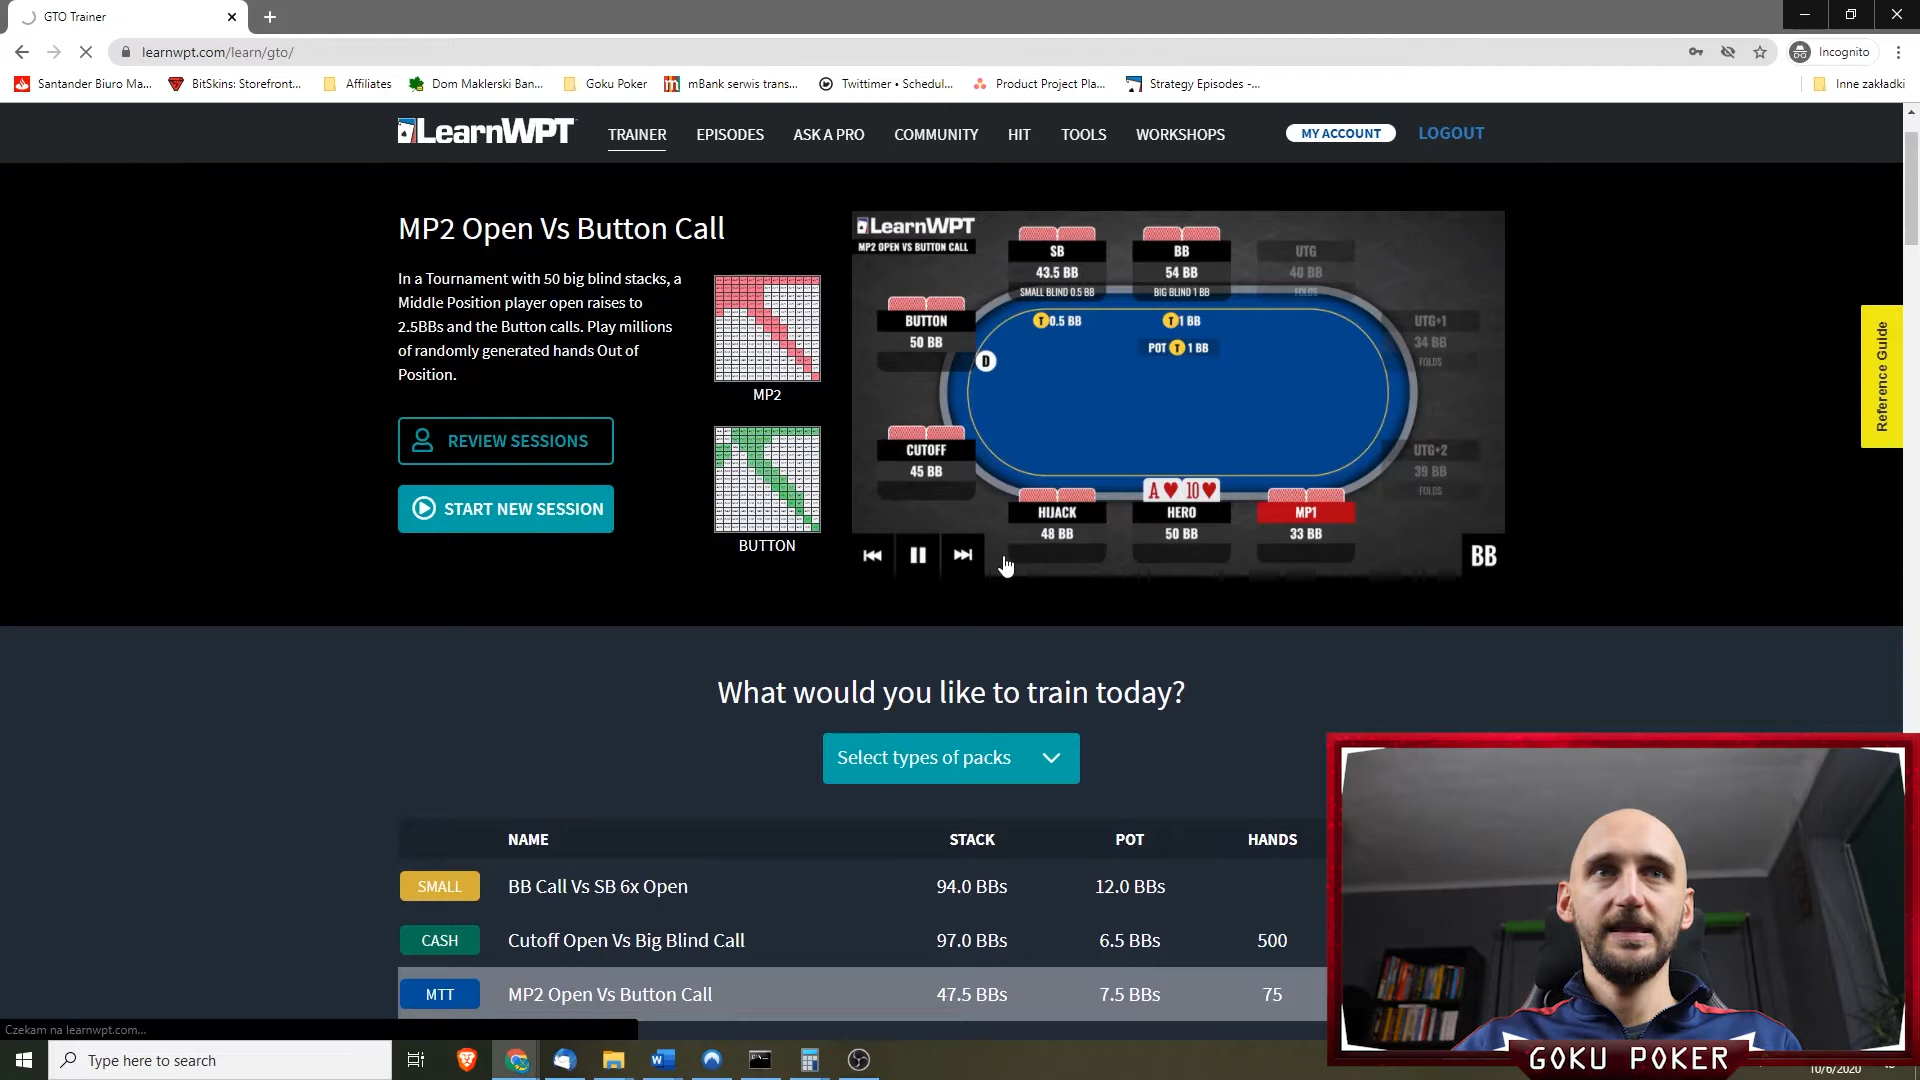 GTO Trainer
learnwpt.com/learn/gto/
Incognito
Santander Biuro Ma...
BitSkins: Storefront...
Affiliates
Dom Maklerski Ban...
Goku Poker
mBank serwis trans...
Twittimer • Schedul...
Product Project Pla...
Strategy Episodes -...
Inne zakładki
LearnWPT
TRAINER
EPISODES
ASK A PRO
COMMUNITY
HIT
TOOLS
WORKSHOPS
MY ACCOUNT
LOGOUT
MP2 Open Vs Button Call
In a Tournament with 50 big blind stacks, a
Middle Position player open raises to
2.5BBs and the Button calls. Play millions
of randomly generated hands Out of
Position.
REVIEW SESSIONS
START NEW SESSION
MP2
BUTTON
LearnWPT
MP2 OPEN VS BUTTON CALL
SB
43.5 BB
SMALL BLIND 0.5 BB
BB
54 BB
BIG BLIND 1 BB
UTG
40 BB
FOLDS
BUTTON
50 BB
T 0.5 BB
T 1 BB
POT T 1 BB
D
UTG+1
34 BB
FOLDS
CUTOFF
45 BB
UTG+2
39 BB
FOLDS
HIJACK
48 BB
A♥ 10♥
HERO
50 BB
MP1
33 BB
BB
Reference Guide
What would you like to train today?
Select types of packs
NAME STACK POT HANDS
SMALL BB Call Vs SB 6x Open 94.0 BBs 12.0 BBs
CASH Cutoff Open Vs Big Blind Call 97.0 BBs 6.5 BBs 500
MTT MP2 Open Vs Button Call 47.5 BBs 7.5 BBs 75
Czekam na learnwpt.com...
Type here to search
GOKU POKER
10/6/2020